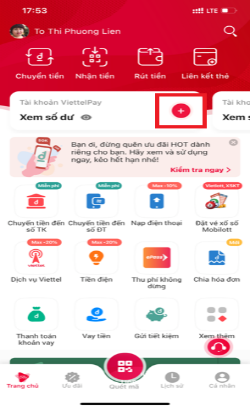 17:53
LTE
To Thi Phuong Lien
Chuyển tiền
Nhận tiền
Rút tiền
Liên kết thẻ
Tài khoản ViettelPay
Tài kho
Xem số dư
Xem s
Bạn ơi, đừng quên ưu đãi HOT dành
riêng cho bạn. Hãy xem và sử dụng
ngay, kẻo hết hạn nhé!
Kiểm tra ngay >
Miễn phí
Miễn phí
Max -10%
Vietlott, XSKT
Chuyển tiền đến
số TK
Chuyển tiền đến
số ĐT
Nạp điện thoại
Đặt vé xổ số
Mobilott
Max -20%
Max -20%
viettel
ePass
Dịch vụ Viettel
Tiền điện
Thu phí không
dừng
Chia hóa đơn
Thanh toán
khoản vay
Vay tiền
Gửi tiết kiệm
Xem thêm
Trang chủ
Ưu đãi
Quét mã
Lịch sử
Cá nhân